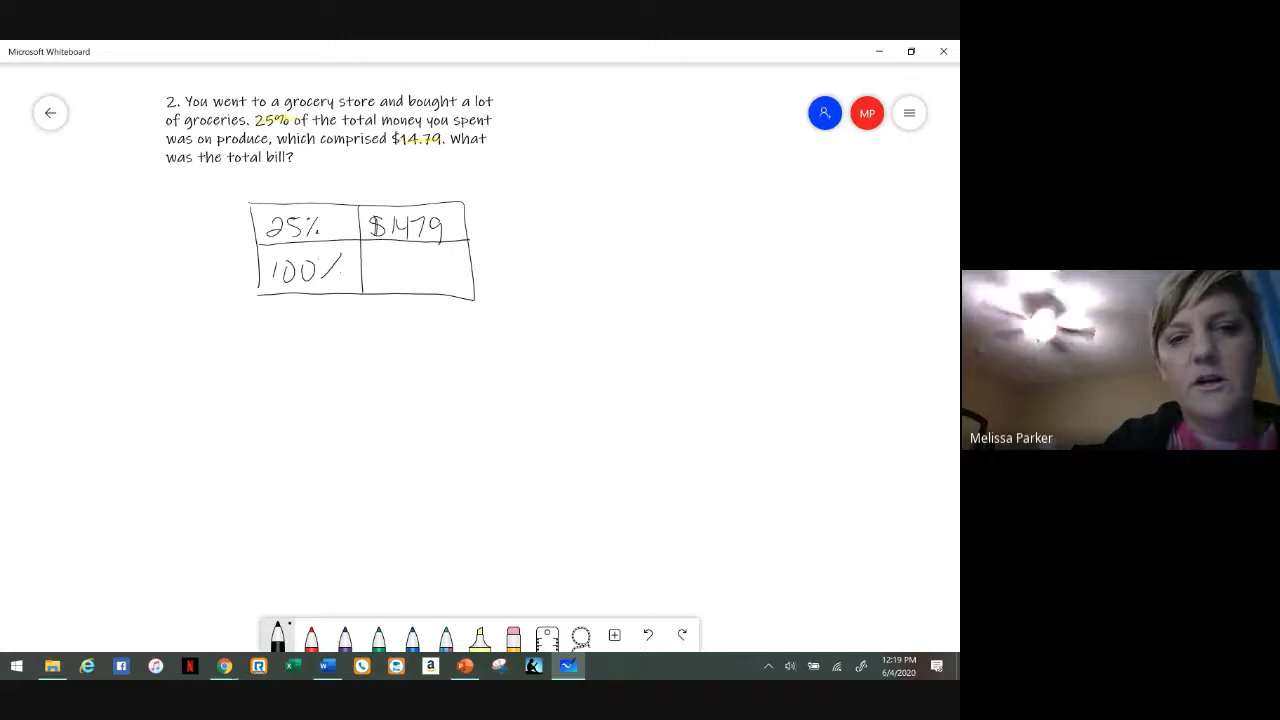 Microsoft Whiteboard
2. You went to a grocery store and bought a lot
of groceries. 25% of the total money you spent
was on produce, which comprised $14.79. What
was the total bill?
MP
25% $1479
100%
Melissa Parker
12:19 PM
6/4/2020